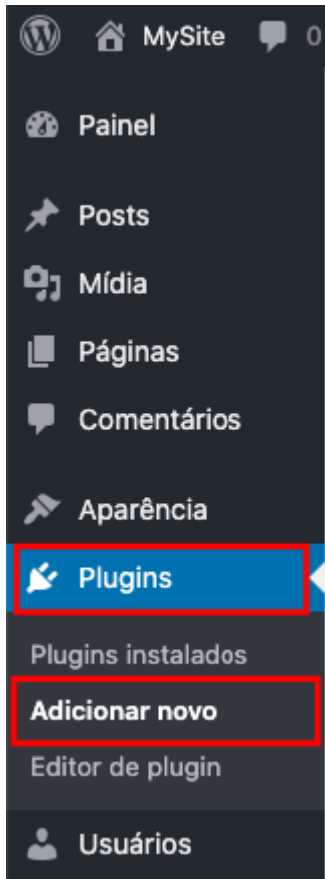 MySite 0
Painel
Posts
Mídia
Páginas
Comentários
Aparência
Plugins
Plugins instalados
Adicionar novo
Editor de plugin
Usuários